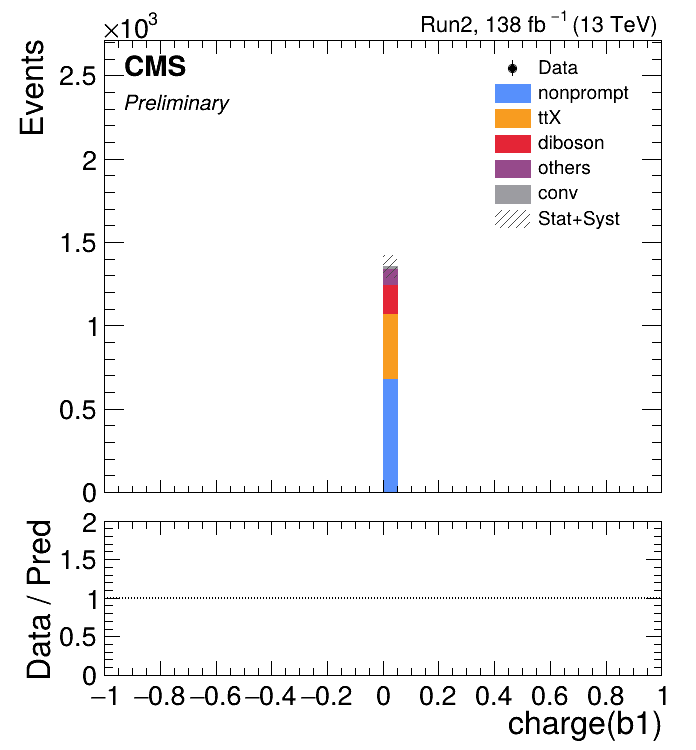 ×10³
Run2, 138 fb⁻¹ (13 TeV)
Events
CMS
Preliminary
Data
nonprompt
ttX
diboson
others
conv
Stat+Syst
2.5
2
1.5
1
0.5
0
Data / Pred
2
1.5
1
0.5
0
−1 −0.8 −0.6 −0.4 −0.2 0 0.2 0.4 0.6 0.8 1
charge(b1)